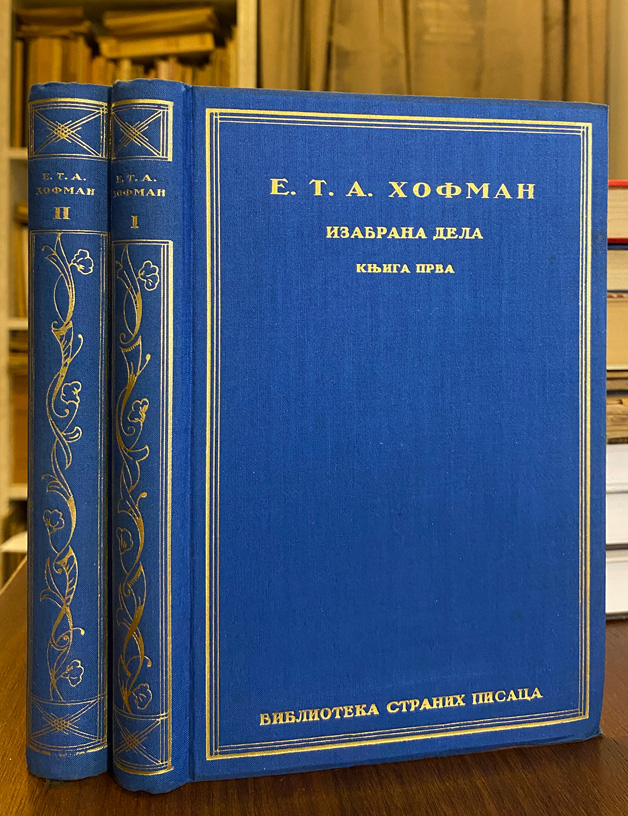 Е. Т. А.
ХОФМАН
II
Е. Т. А.
ХОФМАН
I
Е. Т. А. ХОФМАН
ИЗАБРАНА ДЕЛА
КЊИГА ПРВА
БИБЛИОТЕКА СТРАНИХ ПИСАЦА